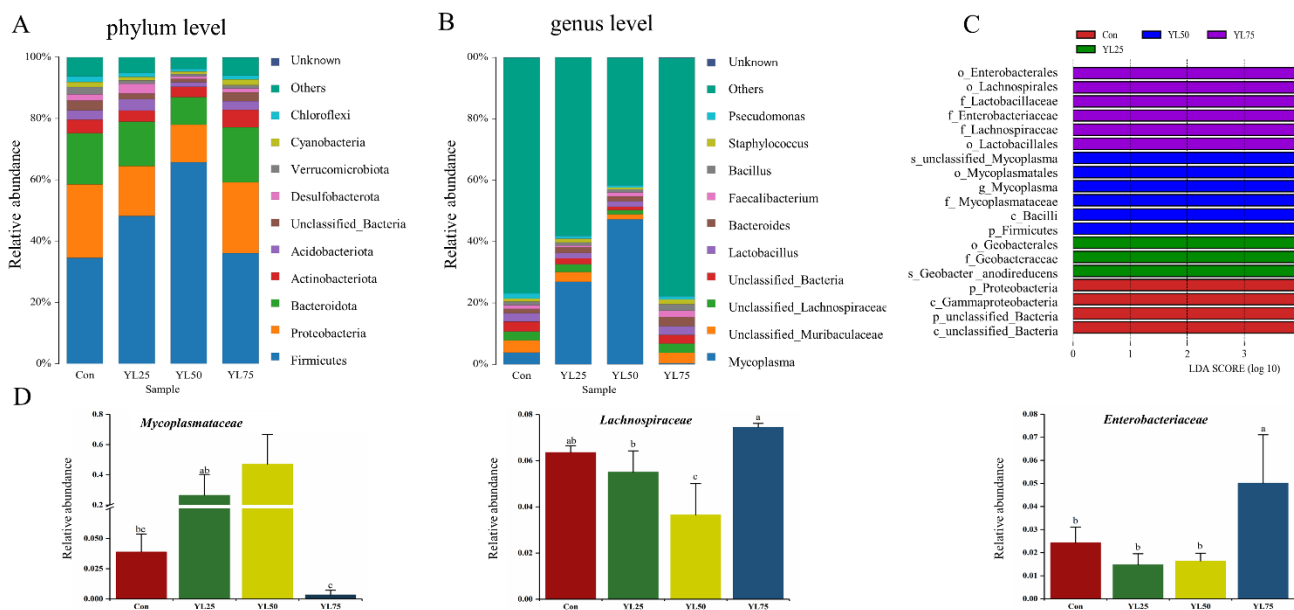 A
phylum level
100%
80%
60%
40%
20%
0%
Relative abundance
Con
YL25
YL50
YL75
Sample
Unknown
Others
Chloroflexi
Cyanobacteria
Verrucomicrobiota
Desulfobacterota
Unclassified_Bacteria
Acidobacteriota
Actinobacteriota
Bacteroidota
Proteobacteria
Firmicutes
B
genus level
100%
80%
60%
40%
20%
0%
Relative abundance
Con
YL25
YL50
YL75
Sample
Unknown
Others
Pseucdomonas
Staphylococcus
Bacillus
Faecalibacterium
Bacteroides
Lactobacillus
Unclassified_Bacteria
Unclassified_Lachnospiraceae
Unclassified_Muribaculaceae
Mycoplasma
C
Con
YL50
YL75
YL25
o_Enterobacterales
o_Lachnospirales
f_Lactobacillaceae
f_Enterobacteriaceae
f_Lachnospiraceae
o_Lactobacillales
s_unclassified_Mycoplasma
o_Mycoplasmatales
g_Mycoplasma
f_Mycoplasmataceae
c_Bacilli
p_Firmicutes
o_Geobacterales
f_Geobacteraccae
s_Geobacter_anodireducens
p_Proteobacteria
c_Gammaproteobacteria
p_unclassified_Bacteria
c_unclassified_Bacteria
0
1
2
3
LDA SCORE (log 10)
D
Mycoplasmataceae
0.8
0.6
0.4
0.2
0.050
0.025
0.000
Relative abundance
bc
ab
c
Con
YL25
YL50
YL75
Lachnospiraceae
0.08
0.06
0.04
0.02
0.00
Relative abundance
ab
b
c
a
Con
YL25
YL50
YL75
Enterobacteriaceae
0.08
0.07
0.06
0.05
0.04
0.03
0.02
0.01
0.00
Relative abundance
b
b
b
a
Con
YL25
YL50
YL75